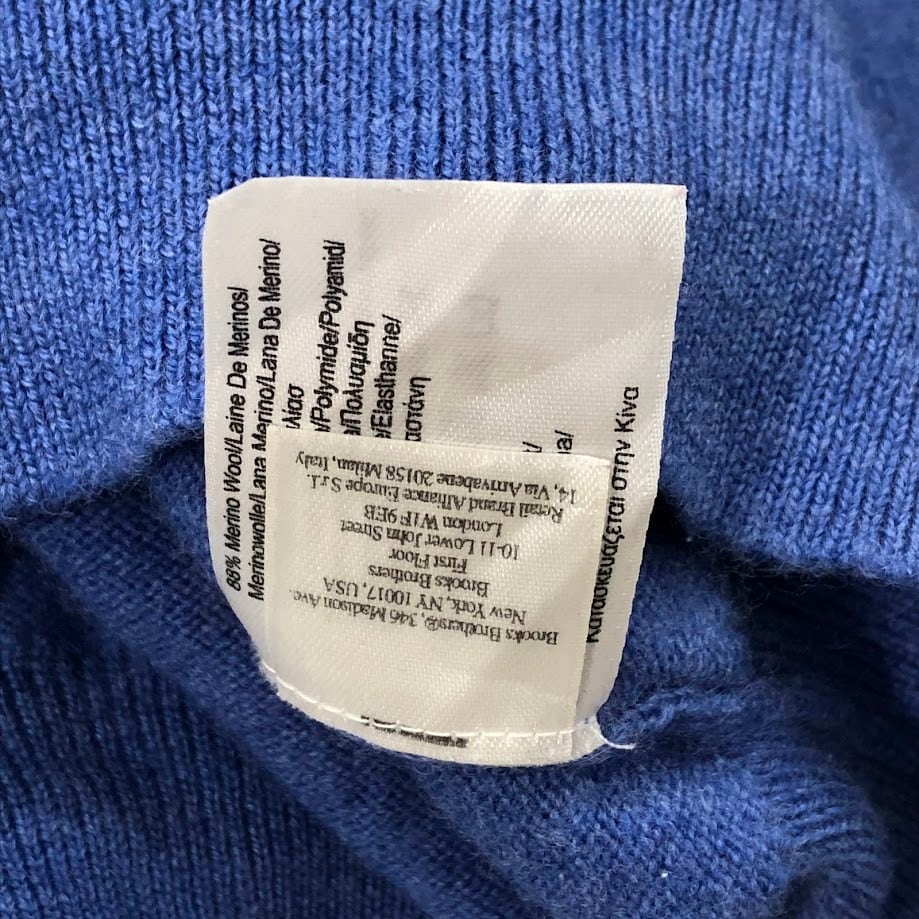 88% Merino Wool/Laine De Merinos/
Merinowolle/Lana Merino/Lana De Merino/
/Polymide/Polyamid/
/Πολυαμίδη
/Elasthanne/
Κατασκευάζεται στην Κίνα
Brooks Brothers®, 346 Madison Ave.
New York, NY 10017, USA
Brooks Brothers
First Floor
10-11 Lower John Street
London W1F 9EB
Retail Brand Alliance Europe S.r.l.
14, Via Arrivabene 20158 Milan, Italy